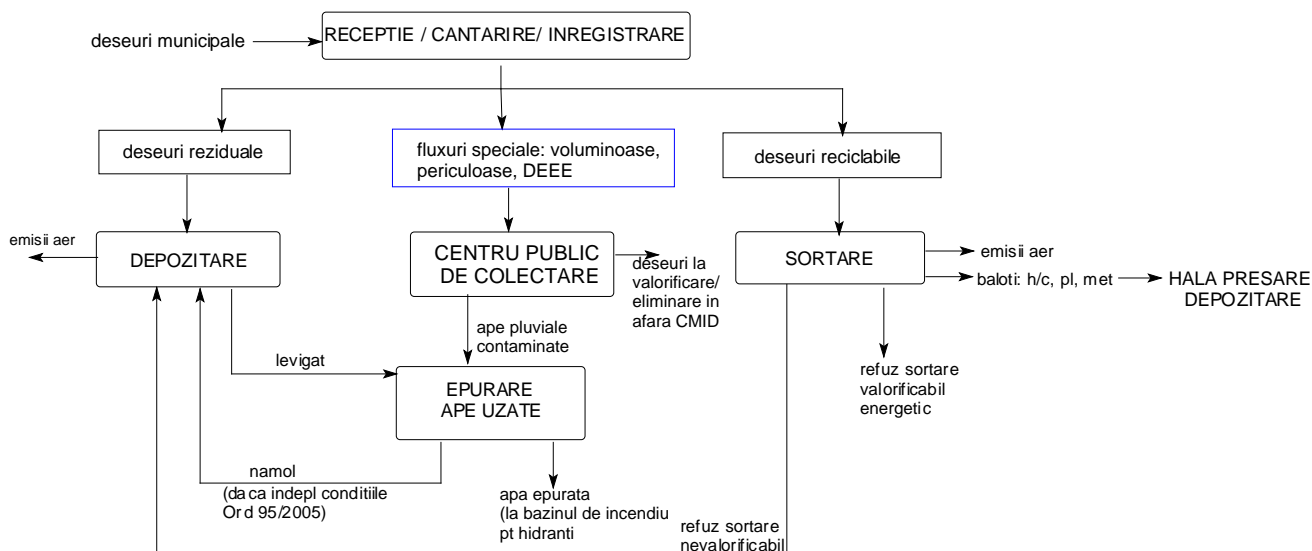 RECEPTIE / CANTARIRE/ INREGISTRARE
deseuri municipale
deseuri reziduale
fluxuri speciale: voluminoase,
periculoase, DEEE
deseuri reciclabile
emisii aer
DEPOZITARE
CENTRU PUBLIC
DE COLECTARE
deseuri la
valorificare/
eliminare in
afara CMID
SORTARE
emisii aer
baloti: h/c, pl, met
HALA PRESARE
DEPOZITARE
ape pluviale
contaminate
levigat
refuz sortare
valorificabil
energetic
EPURARE
APE UZATE
namol
(daca indepl conditiile
Ord 95/2005)
apa epurata
(la bazinul de incendiu
pt hidranti
refuz sortare
nevalorificabil